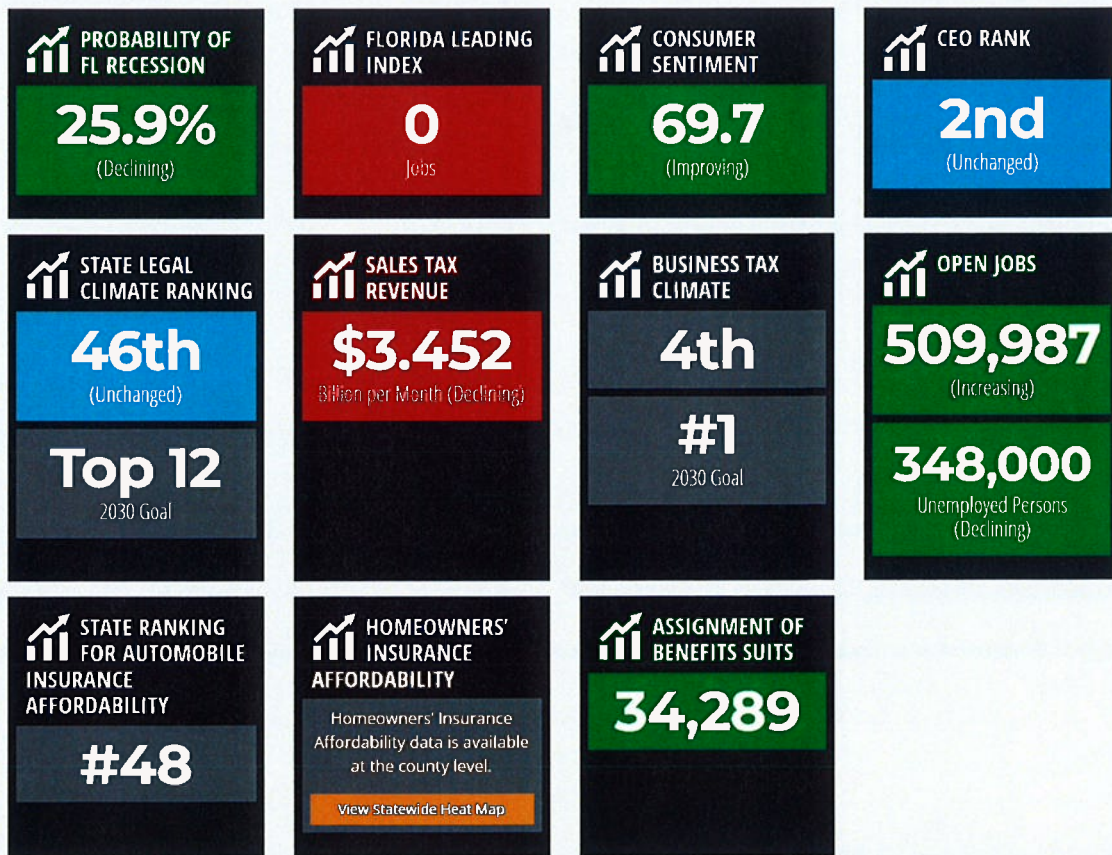 PROBABILITY OF
FL RECESSION
25.9%
(Declining)
FLORIDA LEADING
INDEX
0
Jobs
CONSUMER
SENTIMENT
69.7
(Improving)
CEO RANK
2nd
(Unchanged)
STATE LEGAL
CLIMATE RANKING
46th
(Unchanged)
Top 12
2030 Goal
SALES TAX
REVENUE
$3.452
Billion per Month (Declining)
BUSINESS TAX
CLIMATE
4th
#1
2030 Goal
OPEN JOBS
509,987
(Increasing)
348,000
Unemployed Persons
(Declining)
STATE RANKING
FOR AUTOMOBILE
INSURANCE
AFFORDABILITY
#48
HOMEOWNERS'
INSURANCE
AFFORDABILITY
Homeowners' Insurance
Affordability data is available
at the county level.
View Statewide Heat Map
ASSIGNMENT OF
BENEFITS SUITS
34,289